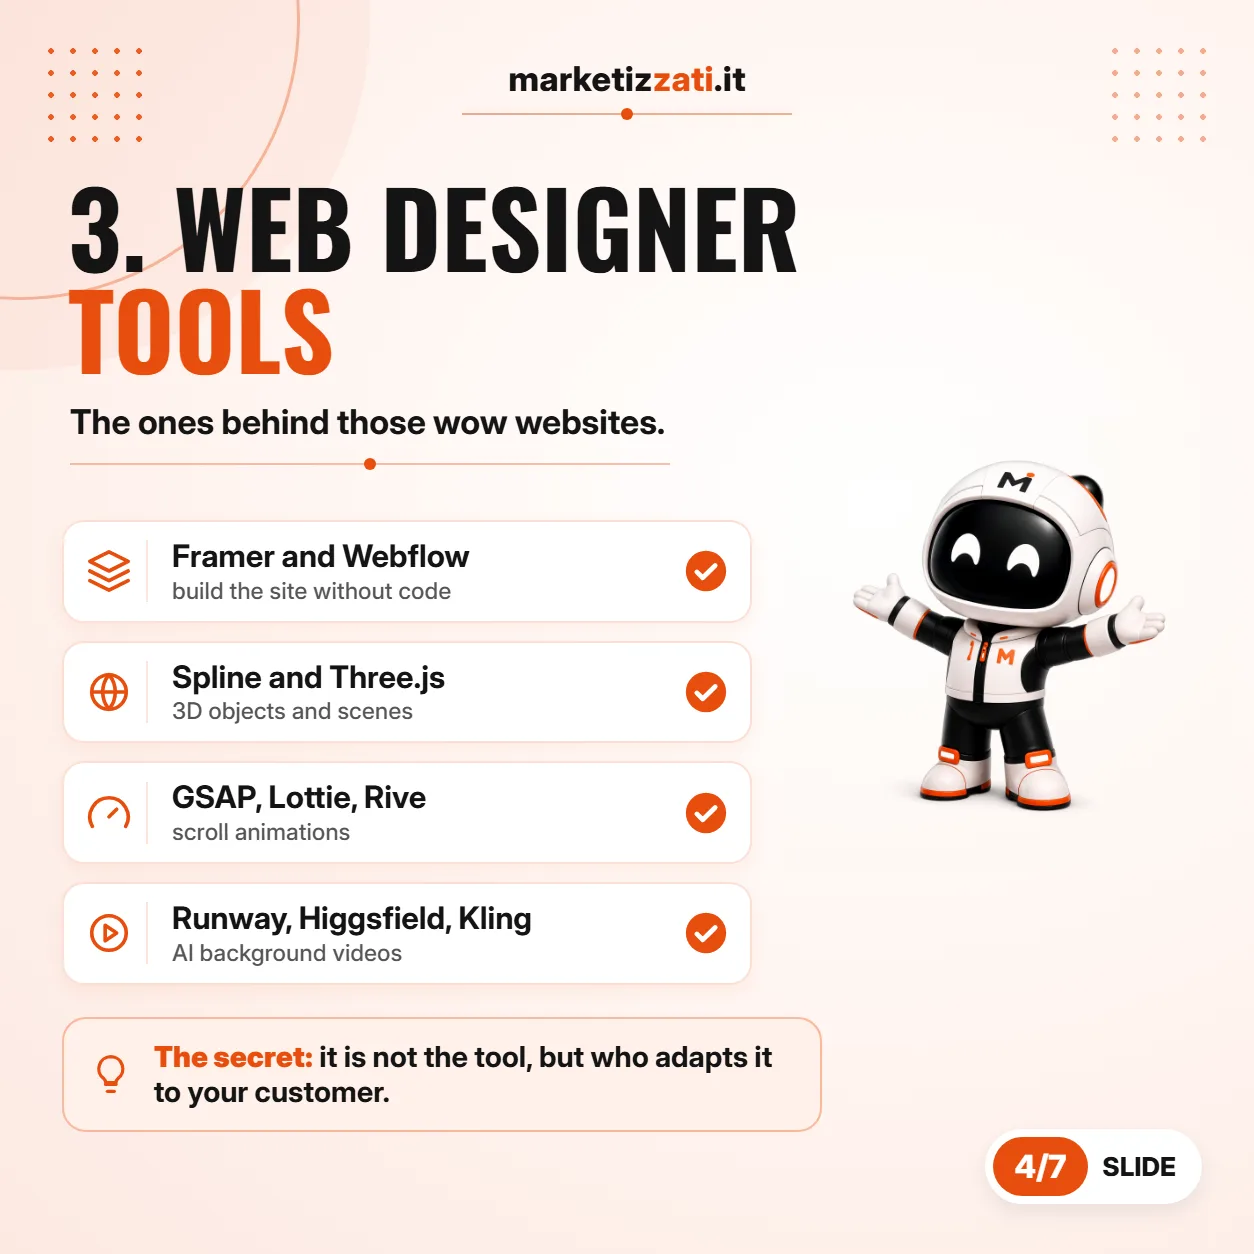 marketizzati.it
3. WEB DESIGNER
TOOLS
The ones behind those wow websites.
Framer and Webflow
build the site without code
Spline and Three.js
3D objects and scenes
GSAP, Lottie, Rive
scroll animations
Runway, Higgsfield, Kling
AI background videos
The secret: it is not the tool, but who adapts it
to your customer.
M
M
4/7 SLIDE